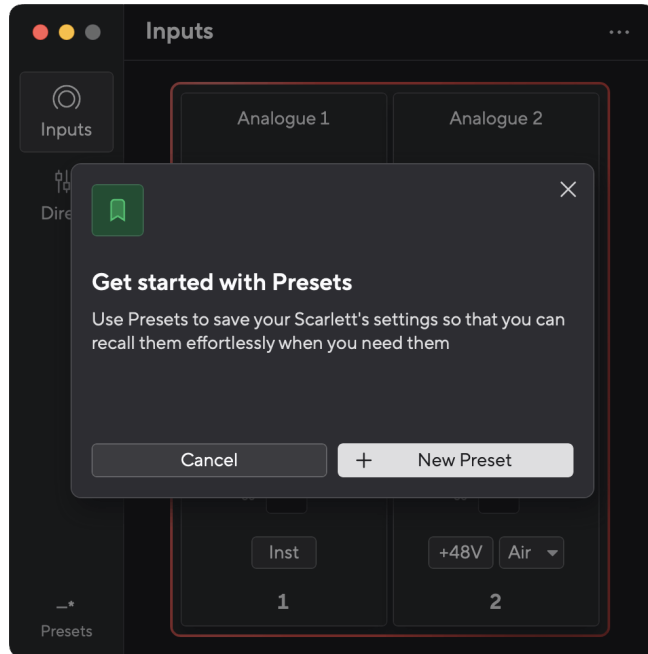 Inputs
Inputs
Analogue 1
Analogue 2
Get started with Presets
Use Presets to save your Scarlett's settings so that you can
recall them effortlessly when you need them
Cancel
+ New Preset
Inst
+48V
Air
1
2
Presets